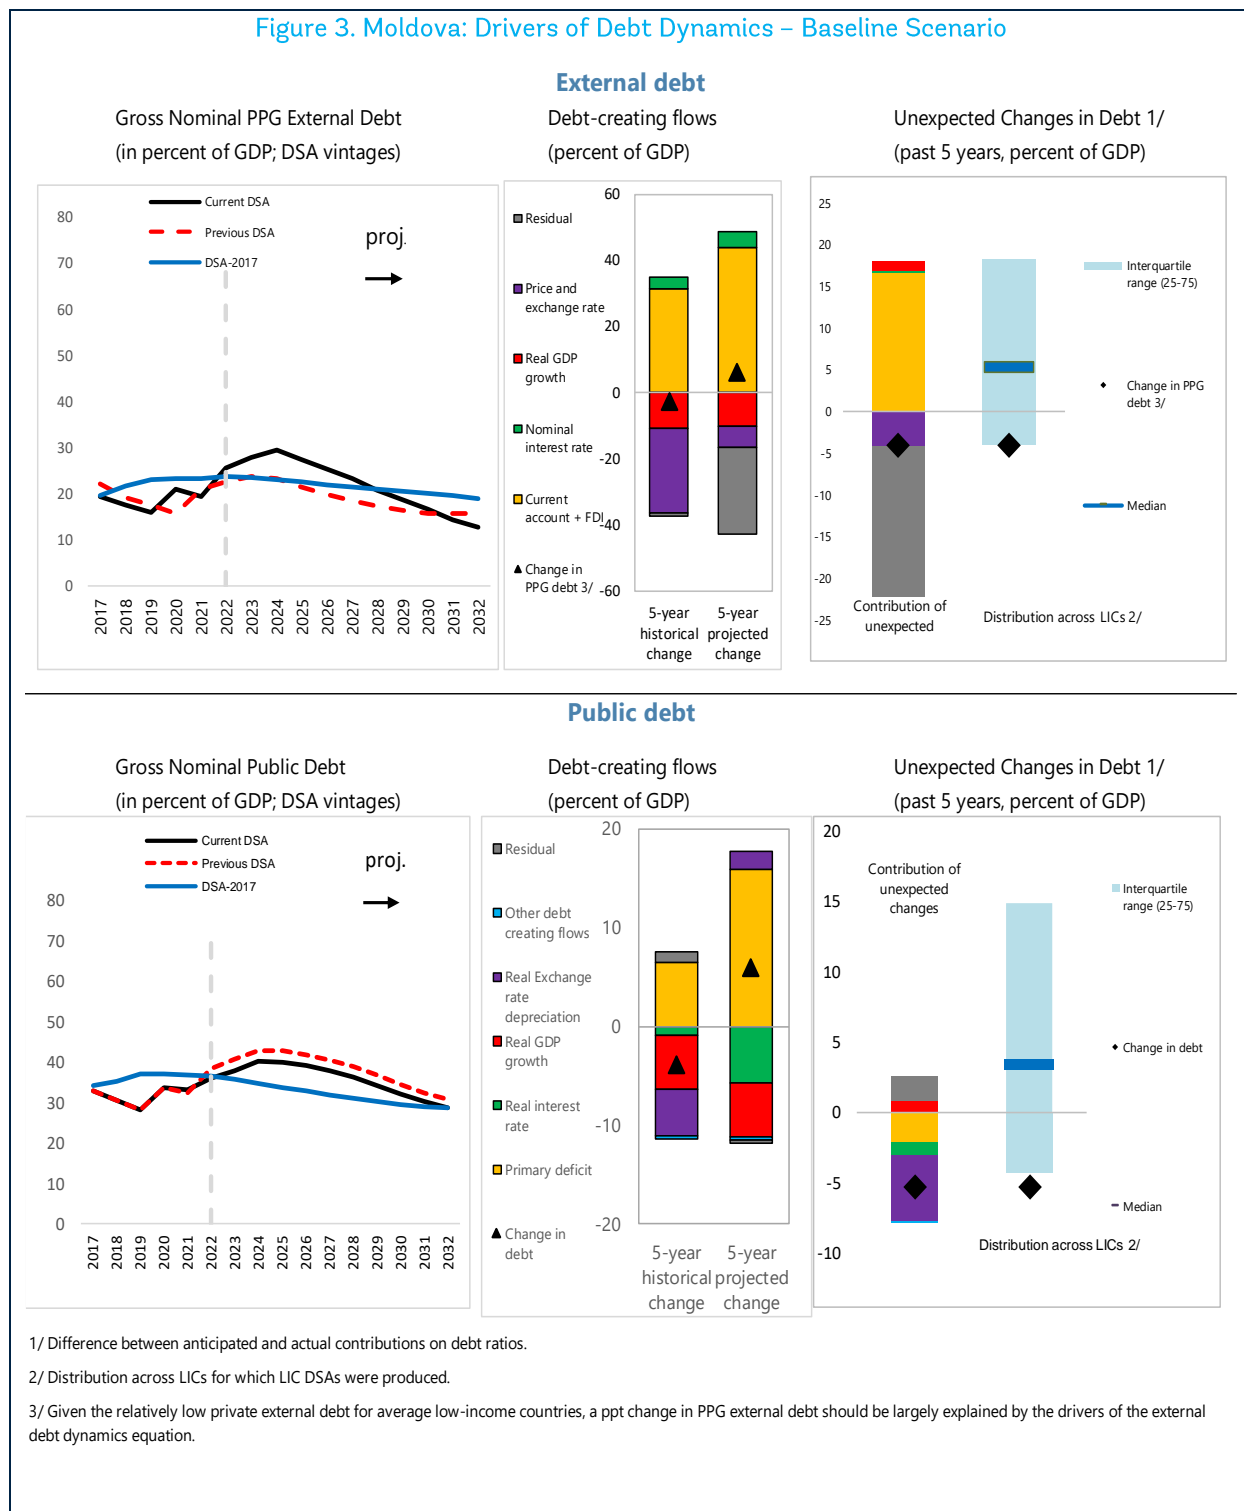 Figure 3. Moldova: Drivers of Debt Dynamics – Baseline Scenario
External debt
Gross Nominal PPG External Debt
(in percent of GDP; DSA vintages)
Current DSA
Previous DSA
DSA-2017
proj.
80
70
60
50
40
30
20
10
0
2017 2018 2019 2020 2021 2022 2023 2024 2025 2026 2027 2028 2029 2030 2031 2032
Debt-creating flows
(percent of GDP)
Residual
Price and
exchange rate
Real GDP
growth
Nominal
interest rate
Current
account + FDI
Change in
PPG debt 3/
60
40
20
0
-20
-40
-60
5-year
historical
change
5-year
projected
change
Unexpected Changes in Debt 1/
(past 5 years, percent of GDP)
25
20
15
10
5
0
-5
-10
-15
-20
-25
Contribution of
unexpected
Distribution across LICs 2/
Interquartile
range (25-75)
Change in PPG
debt 3/
Median
Public debt
Gross Nominal Public Debt
(in percent of GDP; DSA vintages)
Current DSA
Previous DSA
DSA-2017
proj.
80
70
60
50
40
30
20
10
0
2017 2018 2019 2020 2021 2022 2023 2024 2025 2026 2027 2028 2029 2030 2031 2032
Debt-creating flows
(percent of GDP)
Residual
Other debt
creating flows
Real Exchange
rate
depreciation
Real GDP
growth
Real interest
rate
Primary deficit
Change in
debt
20
10
0
-10
-20
5-year
historical
change
5-year
projected
change
Unexpected Changes in Debt 1/
(past 5 years, percent of GDP)
20
15
10
5
0
-5
-10
Contribution of
unexpected
changes
Distribution across LICs 2/
Interquartile
range (25-75)
Change in debt
Median
1/ Difference between anticipated and actual contributions on debt ratios.
2/ Distribution across LICs for which LIC DSAs were produced.
3/ Given the relatively low private external debt for average low-income countries, a ppt change in PPG external debt should be largely explained by the drivers of the external
debt dynamics equation.